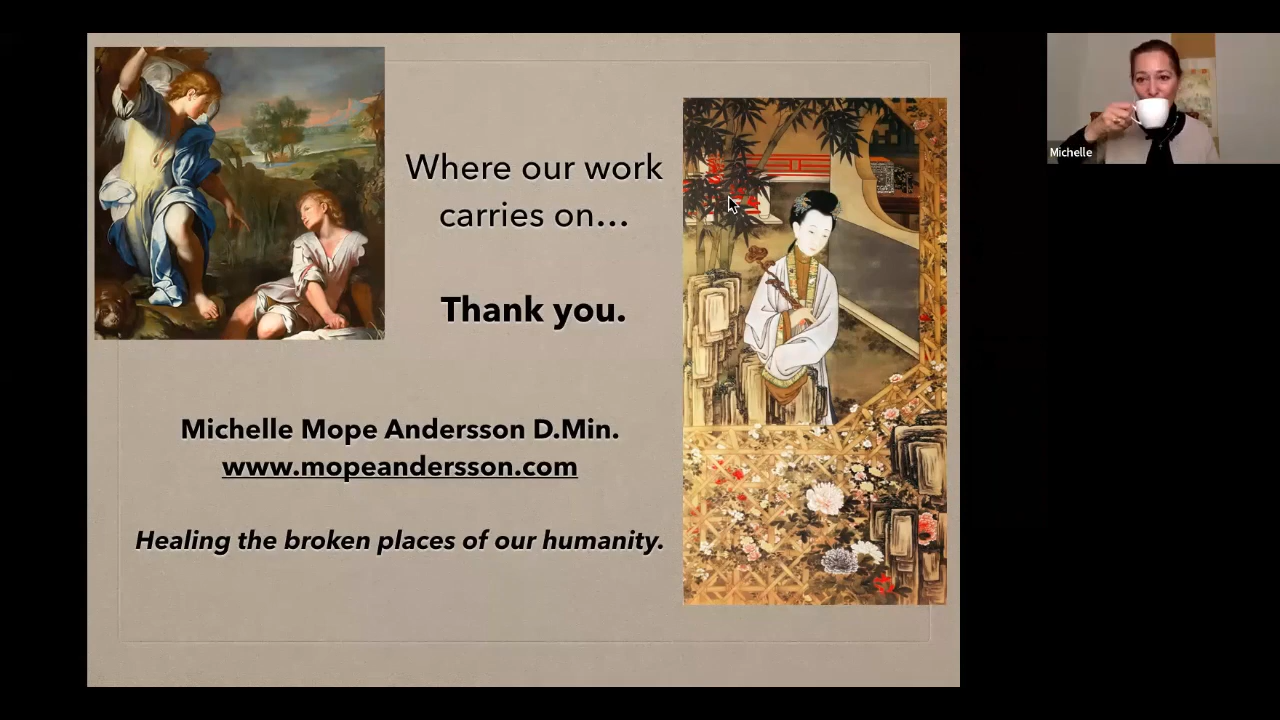 Where our work
carries on...
Thank you.
Michelle Mope Andersson D.Min.
www.mopeandersson.com
Healing the broken places of our humanity.
Michelle